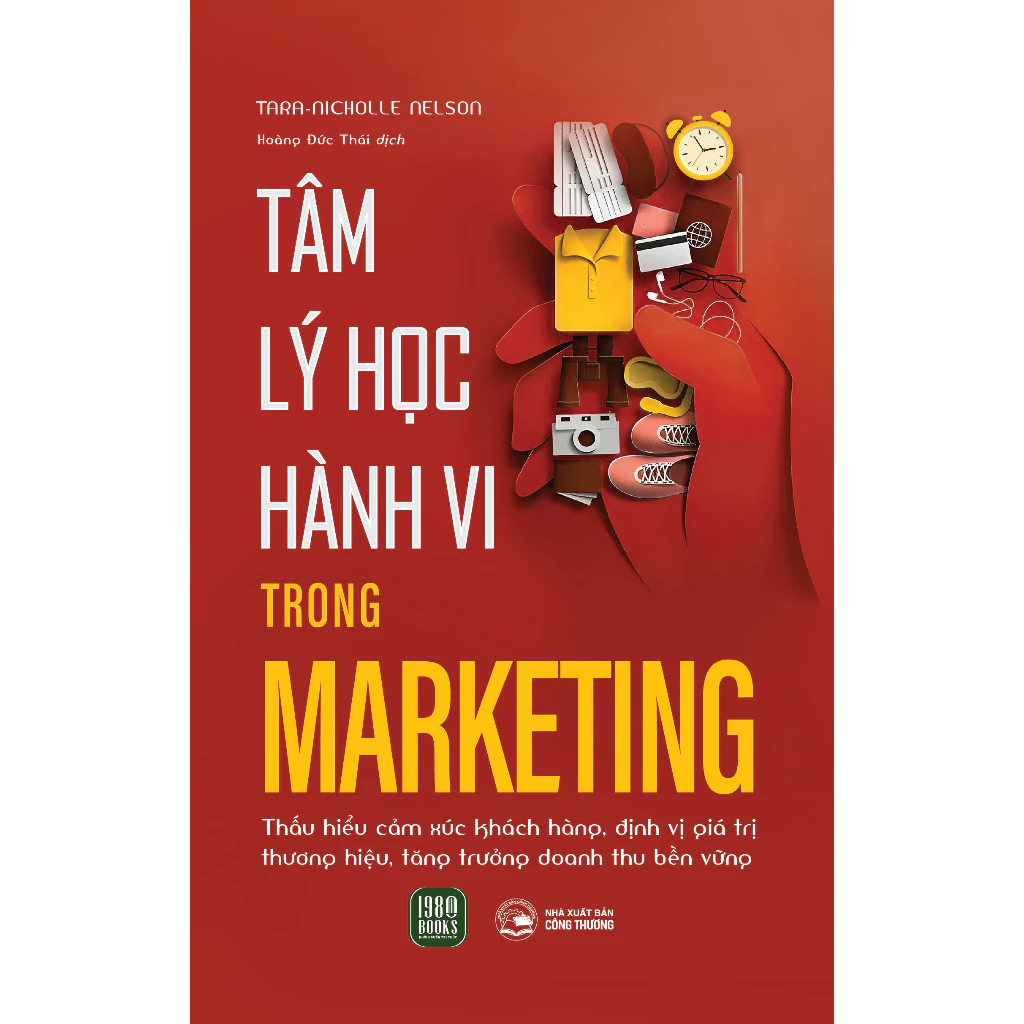 TARA-NICHOLLE NELSON
Hoàng Đức Thái dịch
TÂM
LÝ HỌC
HÀNH VI
TRONG
MARKETING
Thấu hiểu cảm xúc khách hàng, định vị giá trị
thương hiệu, tăng trưởng doanh thu bền vững
1980
BOOKS
NHÀ XUẤT BẢN
CÔNG THƯƠNG